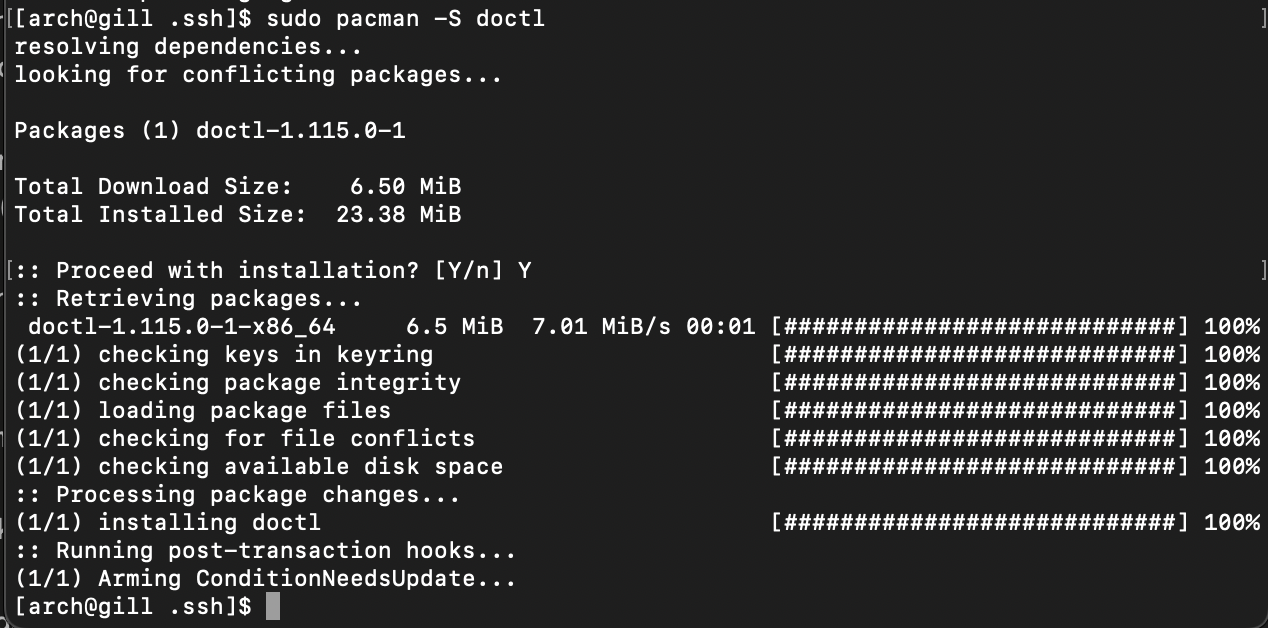 [[arch@gill .ssh]$ sudo pacman -S doctl ]
resolving dependencies...
looking for conflicting packages...
Packages (1) doctl-1.115.0-1
Total Download Size:    6.50 MiB
Total Installed Size:  23.38 MiB
[:: Proceed with installation? [Y/n] Y ]
:: Retrieving packages...
 doctl-1.115.0-1-x86_64     6.5 MiB  7.01 MiB/s 00:01 [############################] 100%
(1/1) checking keys in keyring                        [############################] 100%
(1/1) checking package integrity                      [############################] 100%
(1/1) loading package files                           [############################] 100%
(1/1) checking for file conflicts                     [############################] 100%
(1/1) checking available disk space                   [############################] 100%
:: Processing package changes...
(1/1) installing doctl                                [############################] 100%
:: Running post-transaction hooks...
(1/1) Arming ConditionNeedsUpdate...
[arch@gill .ssh]$